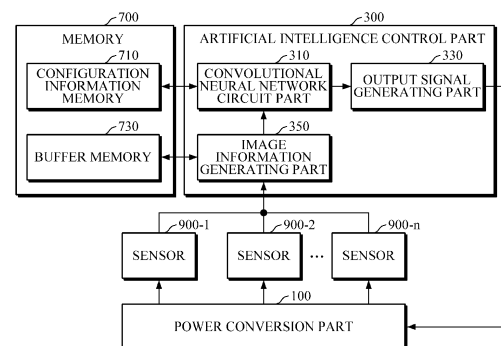 700
MEMORY
710
CONFIGURATION
INFORMATION
MEMORY
730
BUFFER MEMORY
300
ARTIFICIAL INTELLIGENCE CONTROL PART
310
CONVOLUTIONAL
NEURAL NETWORK
CIRCUIT PART
330
OUTPUT SIGNAL
GENERATING PART
350
IMAGE
INFORMATION
GENERATING PART
900-1
SENSOR
900-2
SENSOR
...
900-n
SENSOR
100
POWER CONVERSION PART